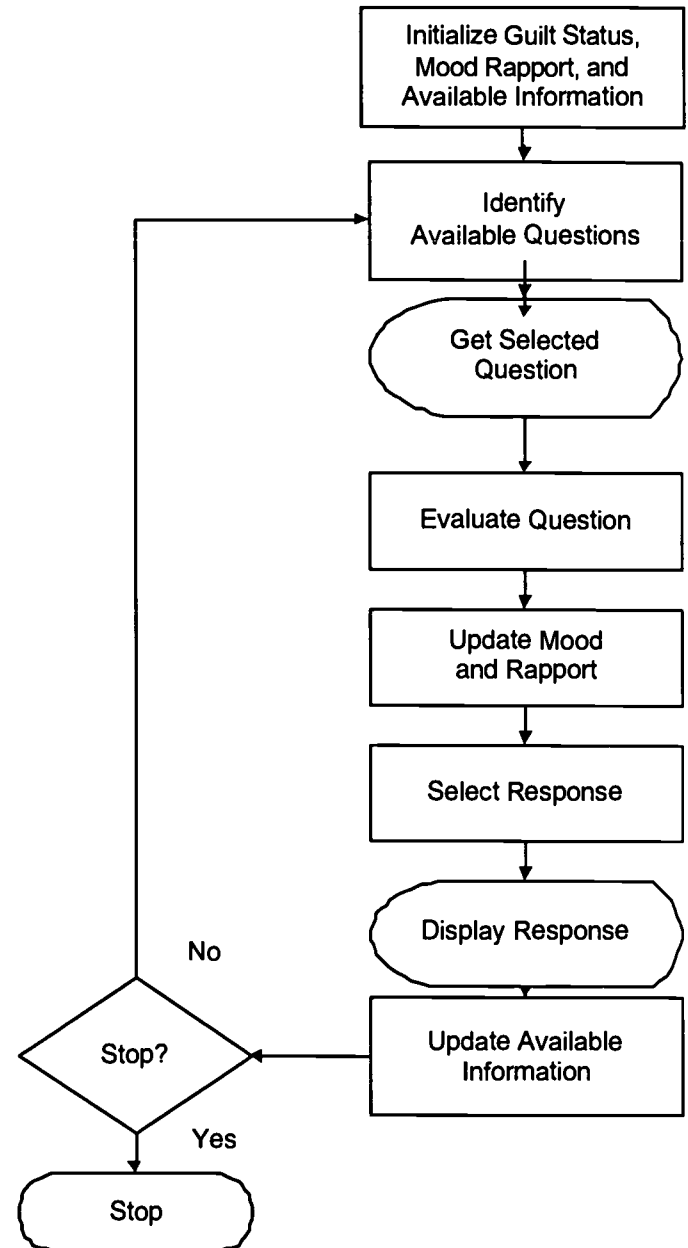 Initialize Guilt Status,
Mood Rapport, and
Available Information
Identify
Available Questions
Get Selected
Question
Evaluate Question
Update Mood
and Rapport
Select Response
Display Response
Update Available
Information
No
Stop?
Yes
Stop